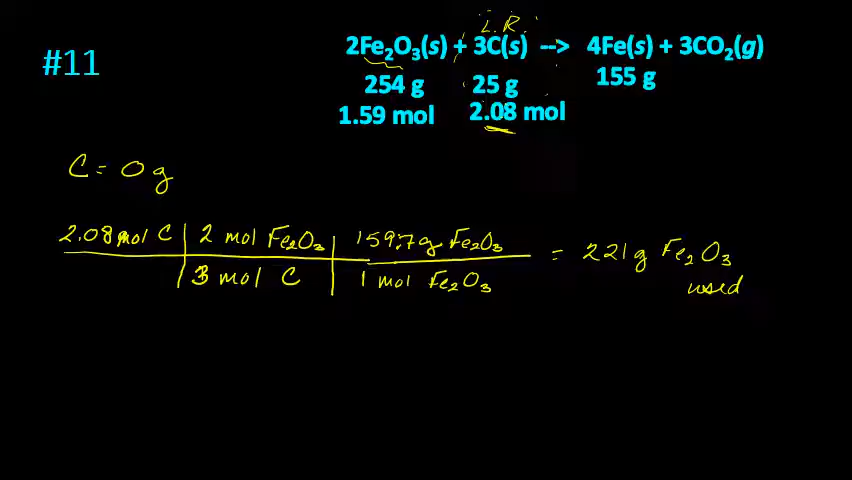 L.R.
#11
2Fe₂O₃(s) + 3C(s) --> 4Fe(s) + 3CO₂(g)
254 g 25 g 155 g
1.59 mol 2.08 mol
C = 0 g
2.08 mol C | 2 mol Fe₂O₃ | 159.7 g Fe₂O₃ = 221 g Fe₂O₃
3 mol C | 1 mol Fe₂O₃ used